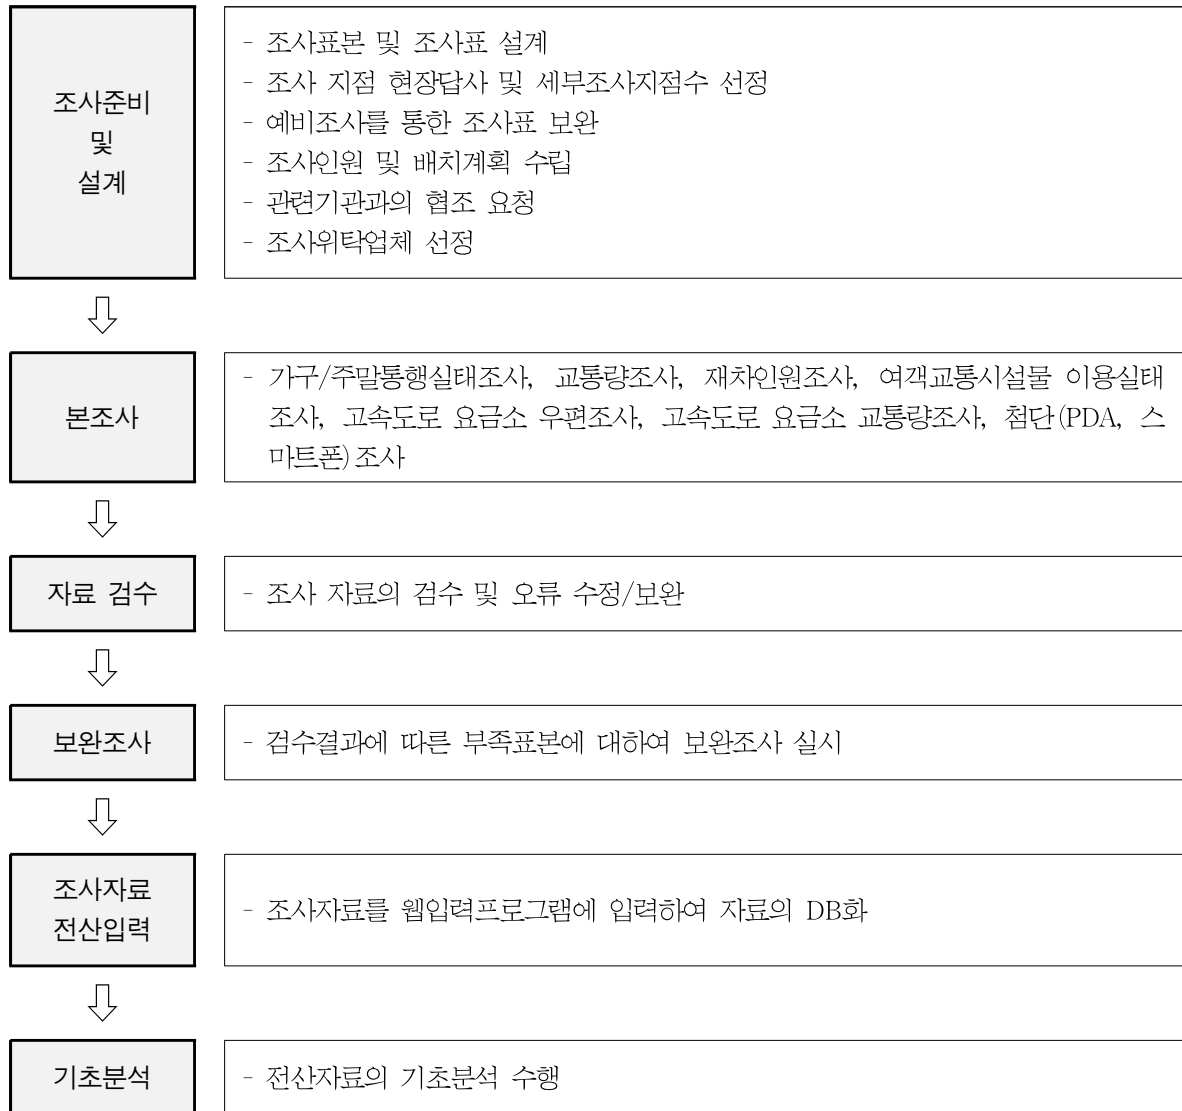 조사준비
및
설계
- 조사표본 및 조사표 설계
- 조사 지점 현장답사 및 세부조사지점수 선정
- 예비조사를 통한 조사표 보완
- 조사인원 및 배치계획 수립
- 관련기관과의 협조 요청
- 조사위탁업체 선정
본조사
- 가구/주말통행실태조사, 교통량조사, 재차인원조사, 여객교통시설물 이용실태
조사, 고속도로 요금소 우편조사, 고속도로 요금소 교통량조사, 첨단(PDA, 스
마트폰)조사
자료 검수
- 조사 자료의 검수 및 오류 수정/보완
보완조사
- 검수결과에 따른 부족표본에 대하여 보완조사 실시
조사자료
전산입력
- 조사자료를 웹입력프로그램에 입력하여 자료의 DB화
기초분석
- 전산자료의 기초분석 수행